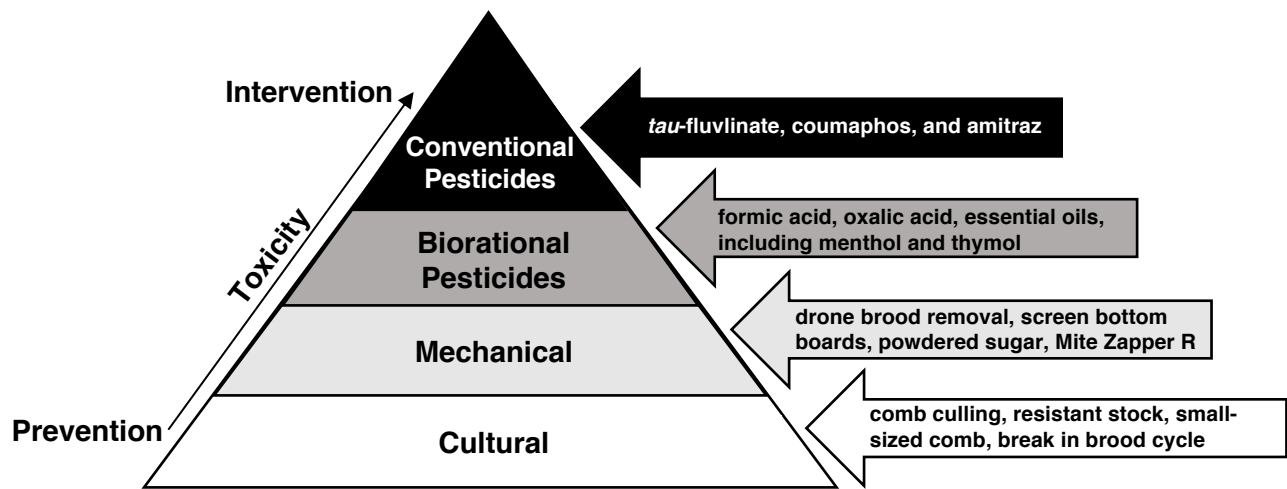 Intervention
tau-fluvlinate, coumaphos, and amitraz
Conventional
Pesticides
Toxicity
formic acid, oxalic acid, essential oils,
including menthol and thymol
Biorational
Pesticides
drone brood removal, screen bottom
boards, powdered sugar, Mite Zapper R
Mechanical
Prevention
comb culling, resistant stock, small-
sized comb, break in brood cycle
Cultural